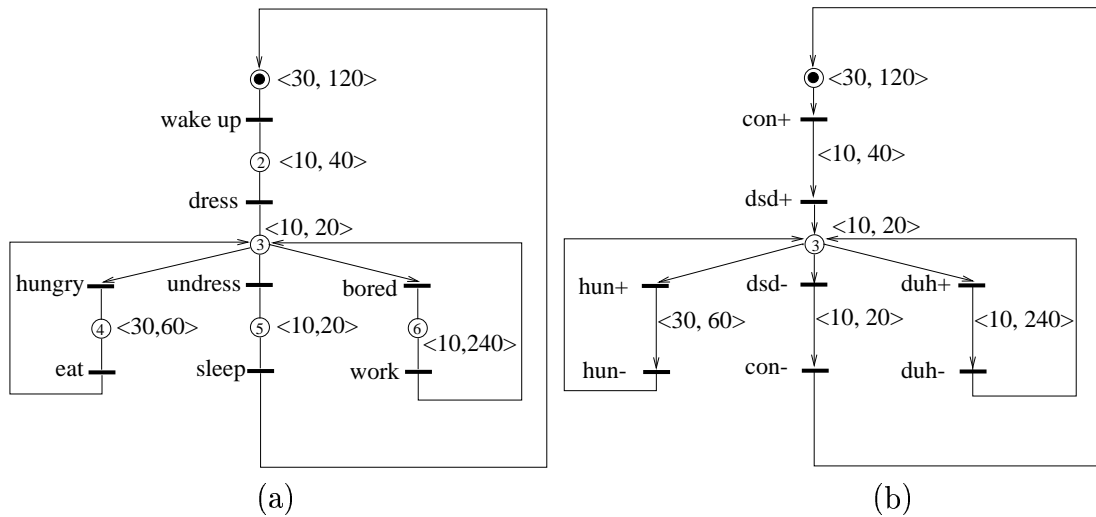 <30, 120>
wake up
2 <10, 40>
dress
<10, 20>
3
hungry undress bored
4 <30,60> 5 <10,20> 6
<10,240>
eat sleep work
(a)
<30, 120>
con+
<10, 40>
dsd+
<10, 20>
3
hun+ dsd- duh+
<30, 60> <10, 20> <10, 240>
hun- con- duh-
(b)